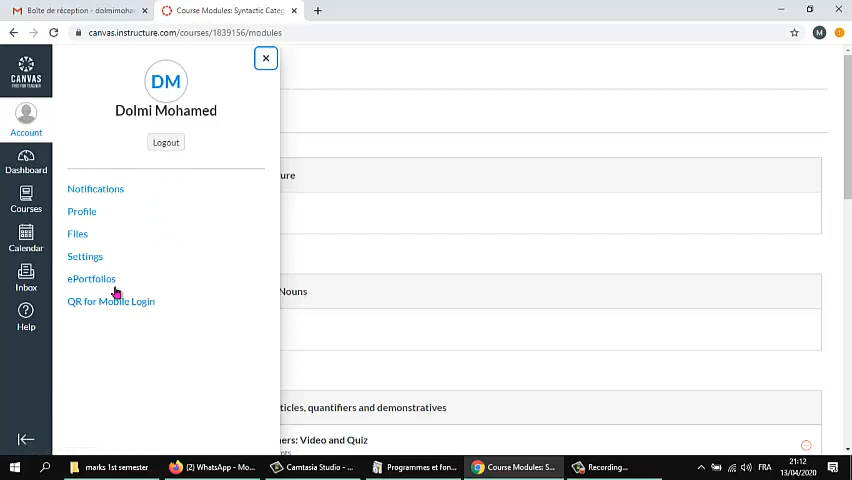 Boîte de réception - dolmimoham
Course Modules: Syntactic Categ
canvas.instructure.com/courses/1839156/modules
M
CANVAS
FREE FOR TEACHER
Account
Dashboard
Courses
Calendar
Inbox
Help
DM
Dolmi Mohamed
Logout
Notifications
Profile
Files
Settings
ePortfolios
QR for Mobile Login
ure
Nouns
ticles, quantifiers and demonstratives
ners: Video and Quiz
pts
marks 1st semester
(2) WhatsApp - Mo...
Camtasia Studio - ...
Programmes et fon...
Course Modules: S...
Recording...
FRA
21:12
13/04/2020